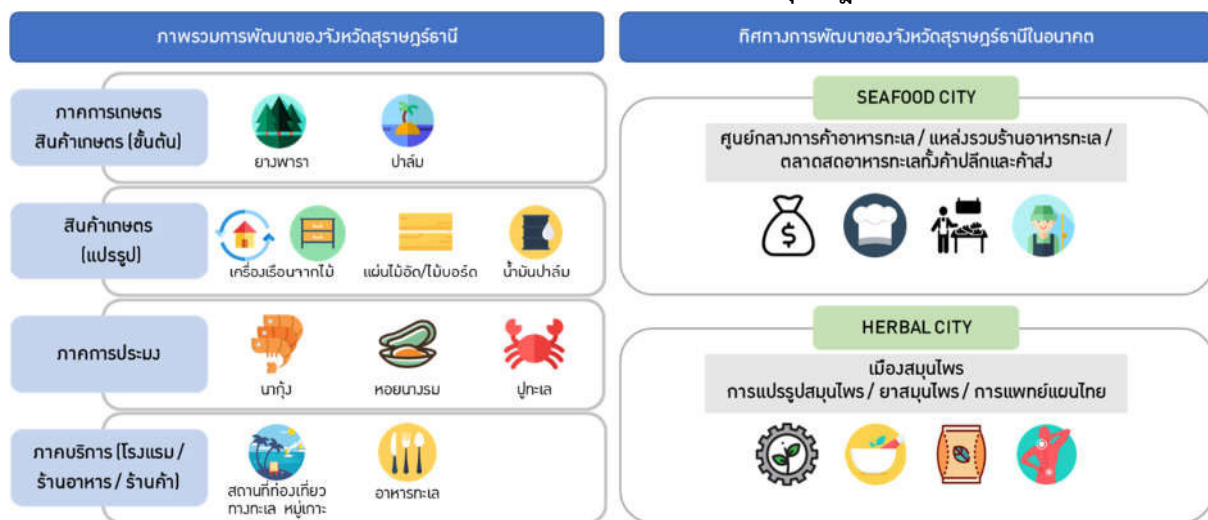 ภาพรวมการพัฒนาของจังหวัดสุราษฎร์ธานี
ภาคการเกษตร
สินค้าเกษตร (ขั้นต้น)
ยางพารา
ปาล์ม
สินค้าเกษตร
(แปรรูป)
เครื่องเรือนจากไม้
แผ่นไม้อัด/ไม้บอร์ด
น้ำมันปาล์ม
ภาคการประมง
นากุ้ง
หอยนางรม
ปูทะเล
ภาคบริการ (โรงแรม /
ร้านอาหาร / ร้านค้า)
สถานที่ท่องเที่ยว
ทางทะเล หมู่เกาะ
อาหารทะเล
ทิศทางการพัฒนาของจังหวัดสุราษฎร์ธานีในอนาคต
SEAFOOD CITY
ศูนย์กลางการค้าอาหารทะเล / แหล่งรวมร้านอาหารทะเล /
ตลาดสดอาหารทะเลทั้งค้าปลีกและค้าส่ง
$
HERBAL CITY
เมืองสมุนไพร
การแปรรูปสมุนไพร / ยาสมุนไพร / การแพทย์แผนไทย